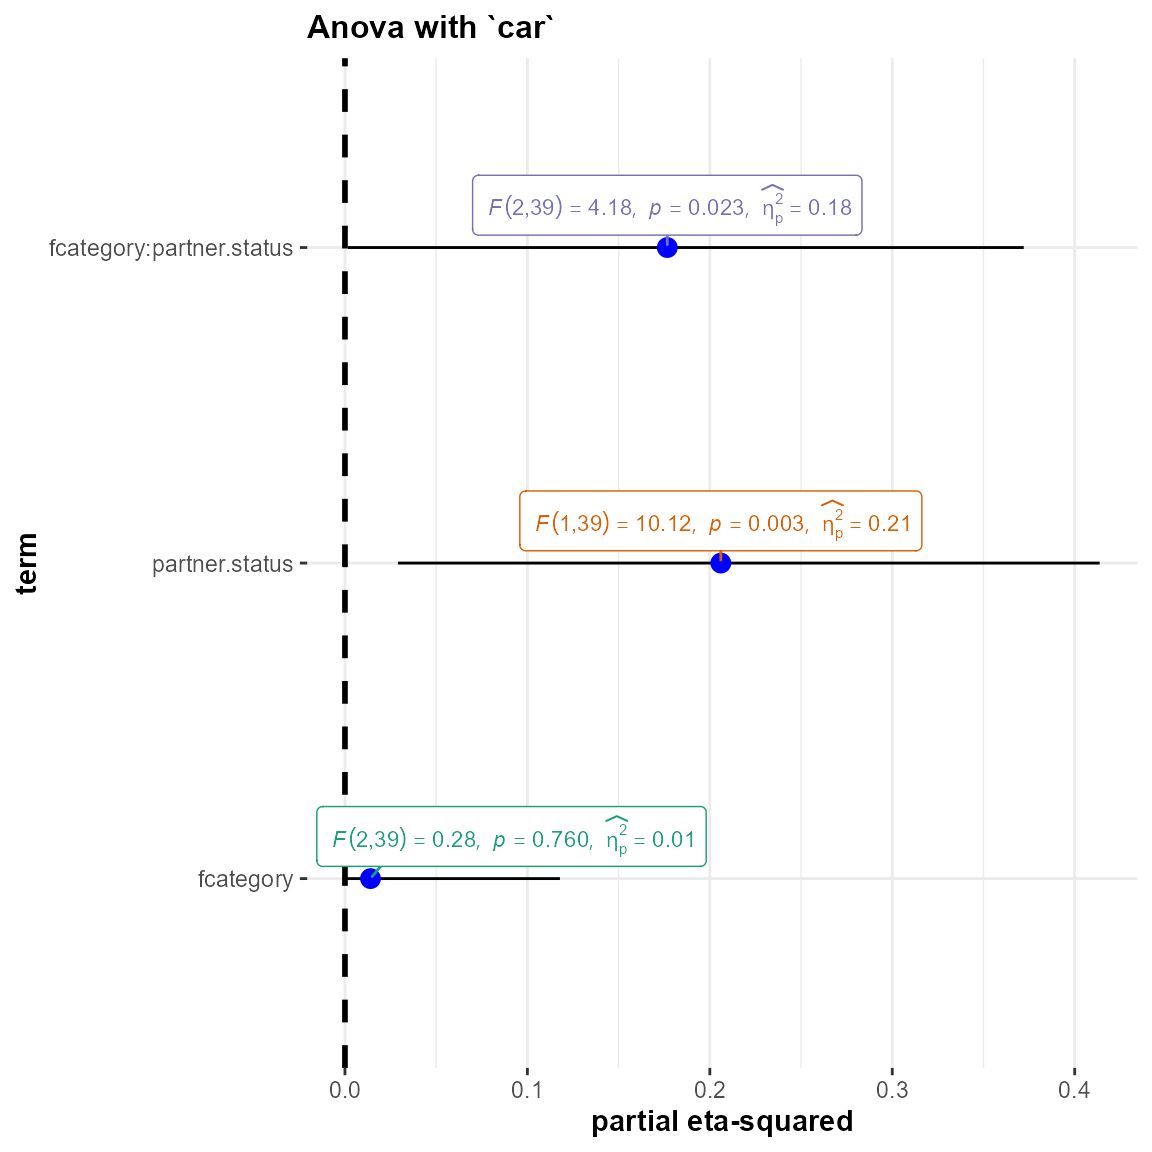 Anova with `car`
F(2,39) = 4.18, p = 0.023, η̂²ₚ = 0.18
fcategory:partner.status
F(1,39) = 10.12, p = 0.003, η̂²ₚ = 0.21
partner.status
term
F(2,39) = 0.28, p = 0.760, η̂²ₚ = 0.01
fcategory
0.0 0.1 0.2 0.3 0.4
partial eta-squared